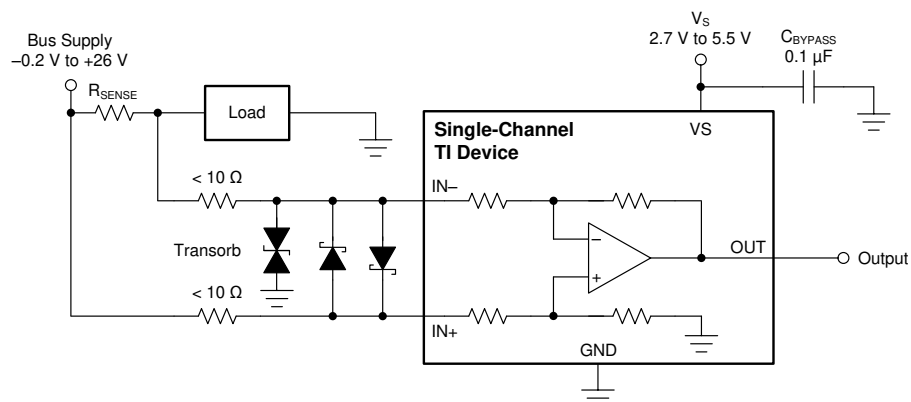 Bus Supply
–0.2 V to +26 V
RSENSE
Load
VS
2.7 V to 5.5 V
CBYPASS
0.1 µF
Single-Channel
TI Device
VS
< 10 Ω
IN–
Transorb
–
+
OUT
Output
< 10 Ω
IN+
GND